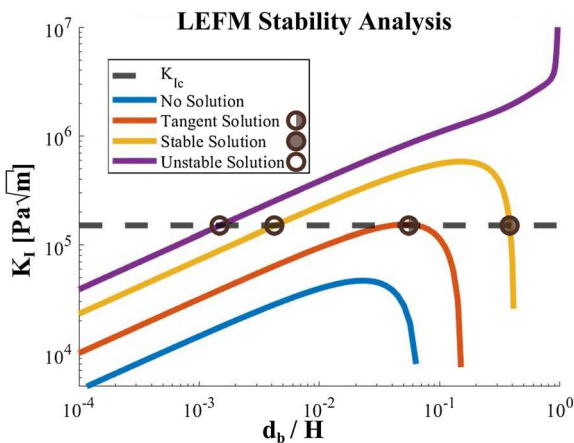 LEFM Stability Analysis
K_Ic
No Solution
Tangent Solution
Stable Solution
Unstable Solution
K_I [Pa√m]
10^7
10^6
10^5
10^4
10^-4
10^-3
10^-2
10^-1
10^0
d_b / H